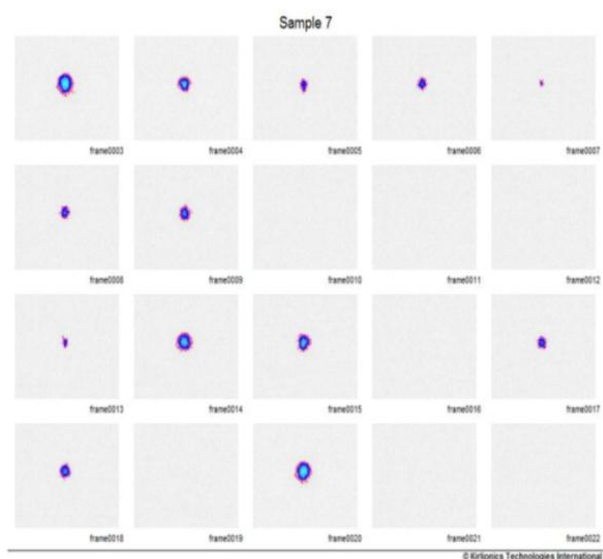 Sample 7
frame0003 frame0004 frame0005 frame0006 frame0007
frame0008 frame0009 frame0010 frame0011 frame0012
frame0013 frame0014 frame0015 frame0016 frame0017
frame0018 frame0019 frame0020 frame0021 frame0022
© Kirlionics Technologies International